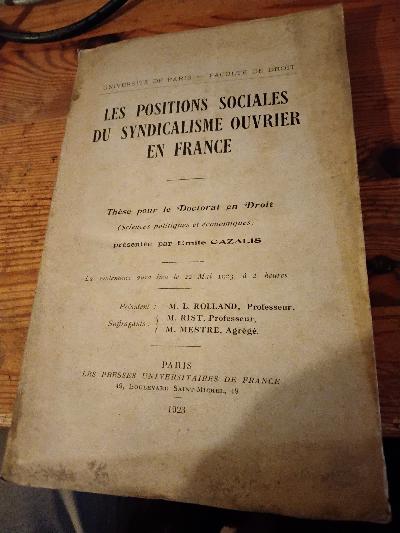 UNIVERSITÉ DE PARIS — FACULTÉ DE DROIT
LES POSITIONS SOCIALES
DU SYNDICALISME OUVRIER
EN FRANCE
Thèse pour le Doctorat en Droit
(Sciences politiques et économiques)
présentée par Emile CAZALIS
La soutenance aura lieu le 22 Mai 1923, à 2 heures
Président : M. L. ROLLAND, Professeur.
Suffragants : { M. RIST, Professeur.
M. MESTRE, Agrégé.
PARIS
LES PRESSES UNIVERSITAIRES DE FRANCE
49, BOULEVARD SAINT-MICHEL, 49
1923